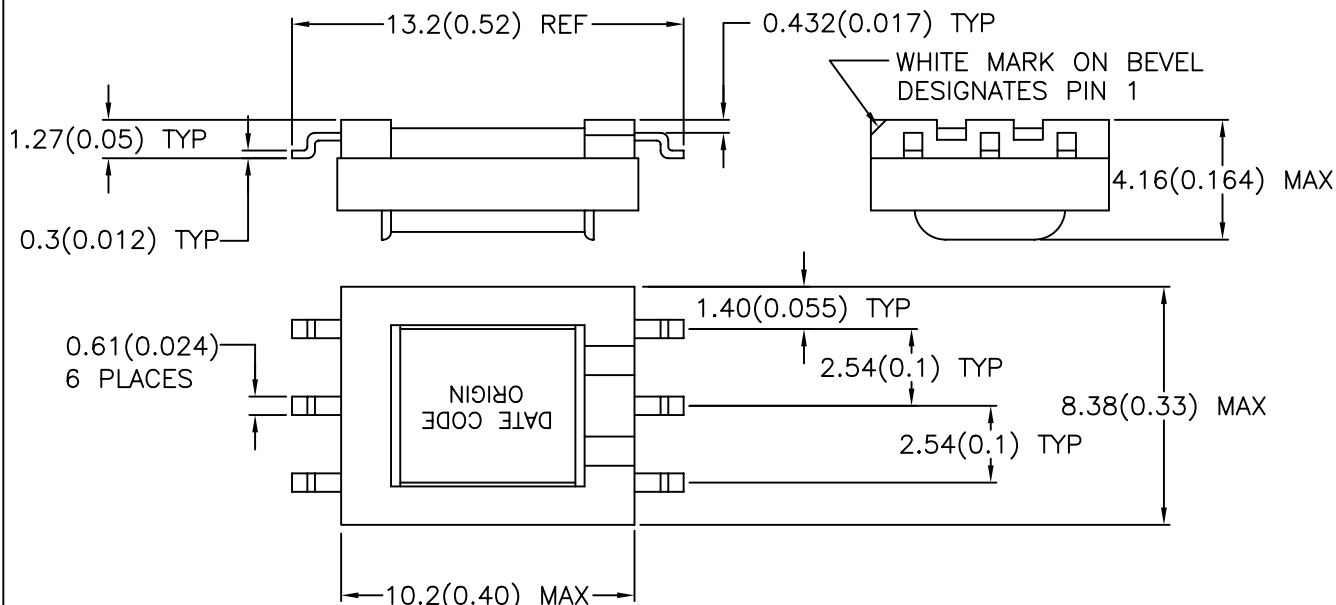 13.2(0.52) REF
0.432(0.017) TYP
WHITE MARK ON BEVEL
DESIGNATES PIN 1
1.27(0.05) TYP
4.16(0.164) MAX
0.3(0.012) TYP
1.40(0.055) TYP
0.61(0.024)
6 PLACES
2.54(0.1) TYP
DATE CODE
ORIGIN
8.38(0.33) MAX
2.54(0.1) TYP
10.2(0.40) MAX